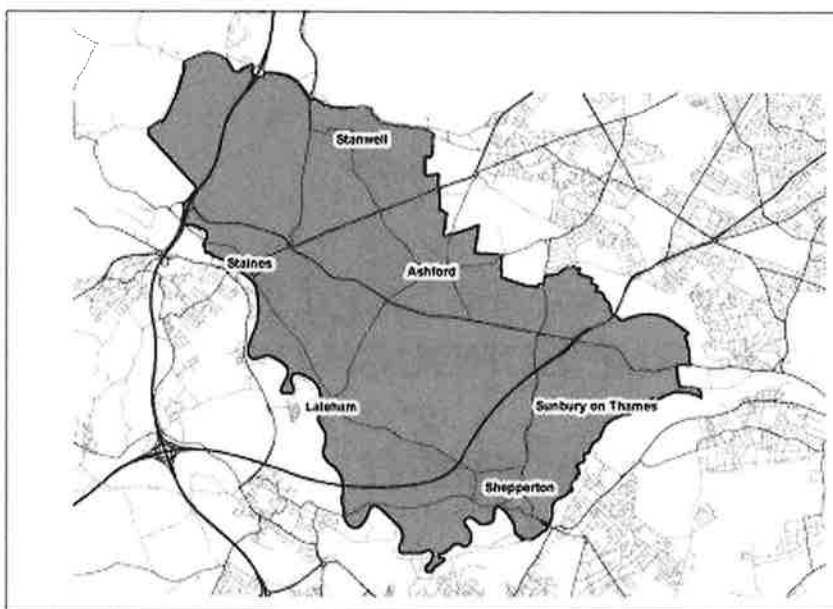 Stanwell
Staines
Ashford
Laleham
Sunbury on Thames
Shepperton